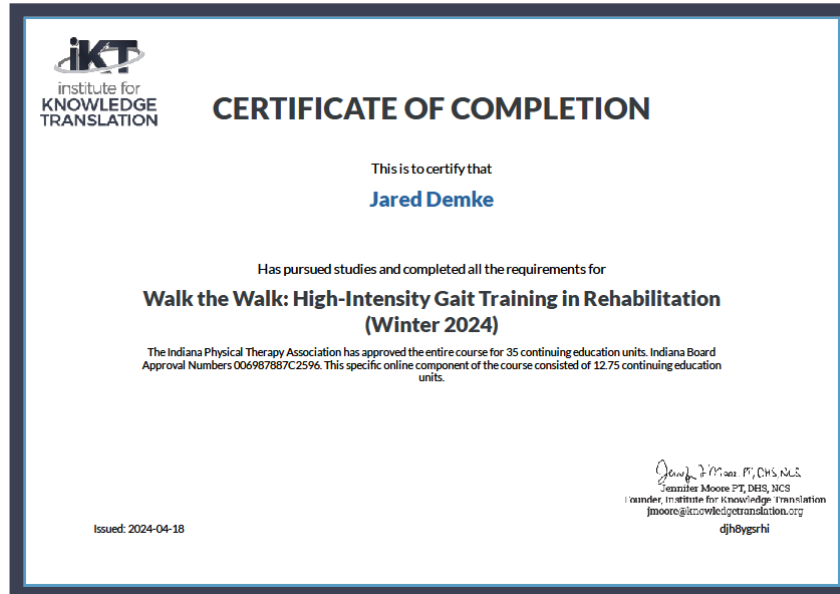 iKT
institute for
KNOWLEDGE
TRANSLATION
CERTIFICATE OF COMPLETION
This is to certify that
Jared Demke
Has pursued studies and completed all the requirements for
Walk the Walk: High-Intensity Gait Training in Rehabilitation
(Winter 2024)
The Indiana Physical Therapy Association has approved the entire course for 35 continuing education units. Indiana Board
Approval Numbers 006987887C2596. This specific online component of the course consisted of 12.75 continuing education
units.
PT, DHS, NCS
Jennifer Moore PT, DHS, NCS
Founder, Institute for Knowledge Translation
jmoore@knowledgetranslation.org
Issued: 2024-04-18
djh8ygsrhi